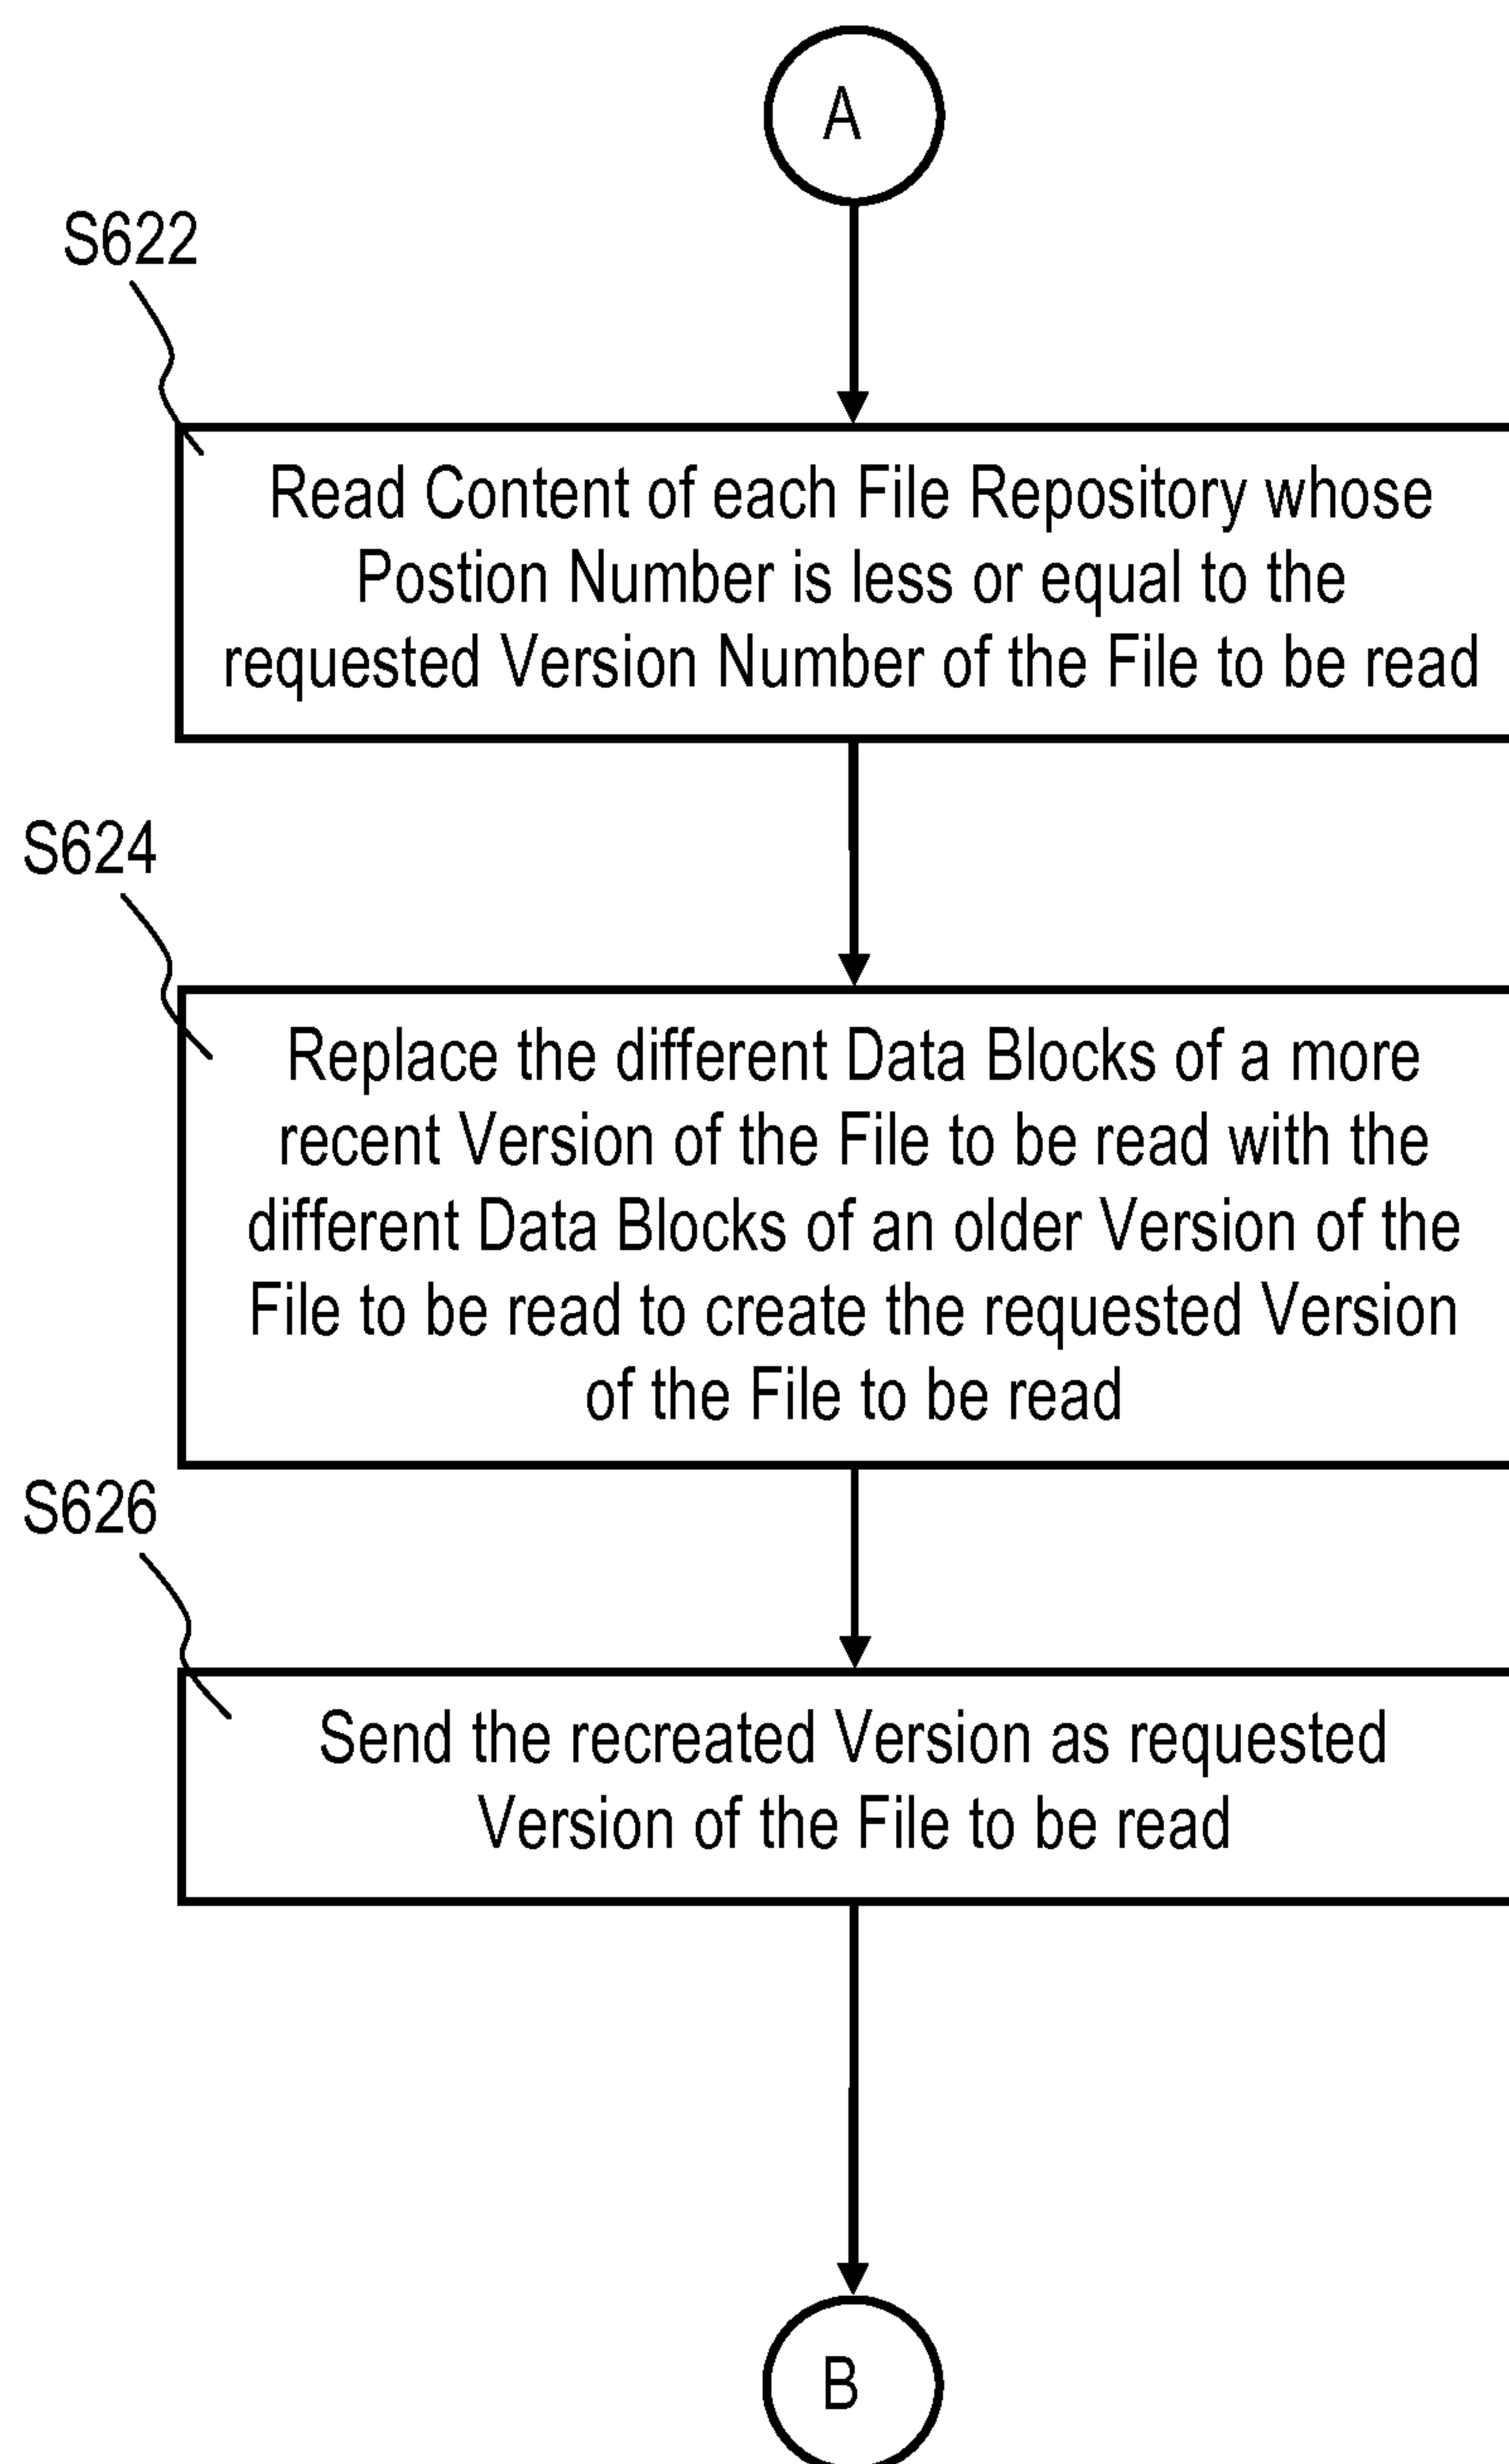 A
S622
Read Content of each File Repository whose
Postion Number is less or equal to the
requested Version Number of the File to be read
S624
Replace the different Data Blocks of a more
recent Version of the File to be read with the
different Data Blocks of an older Version of the
File to be read to create the requested Version
of the File to be read
S626
Send the recreated Version as requested
Version of the File to be read
B